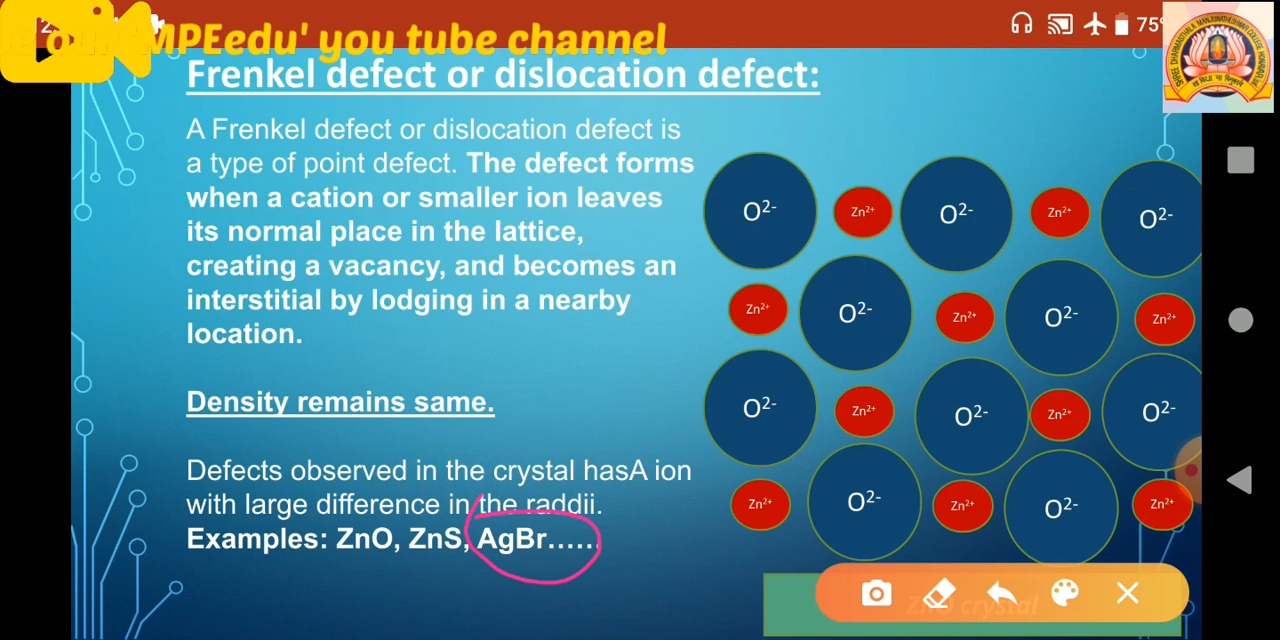 MPEedu' you tube channel
75%
Frenkel defect or dislocation defect:
A Frenkel defect or dislocation defect is
a type of point defect. The defect forms
when a cation or smaller ion leaves
its normal place in the lattice,
creating a vacancy, and becomes an
interstitial by lodging in a nearby
location.
Density remains same.
Defects observed in the crystal hasA ion
with large difference in the raddii.
Examples: ZnO, ZnS, AgBr......
O²⁻ Zn²⁺ O²⁻ Zn²⁺ O²⁻
Zn²⁺ O²⁻ Zn²⁺ O²⁻ Zn²⁺
O²⁻ Zn²⁺ O²⁻ Zn²⁺ O²⁻
Zn²⁺ O²⁻ Zn²⁺ O²⁻ Zn²⁺
ZnO crystal